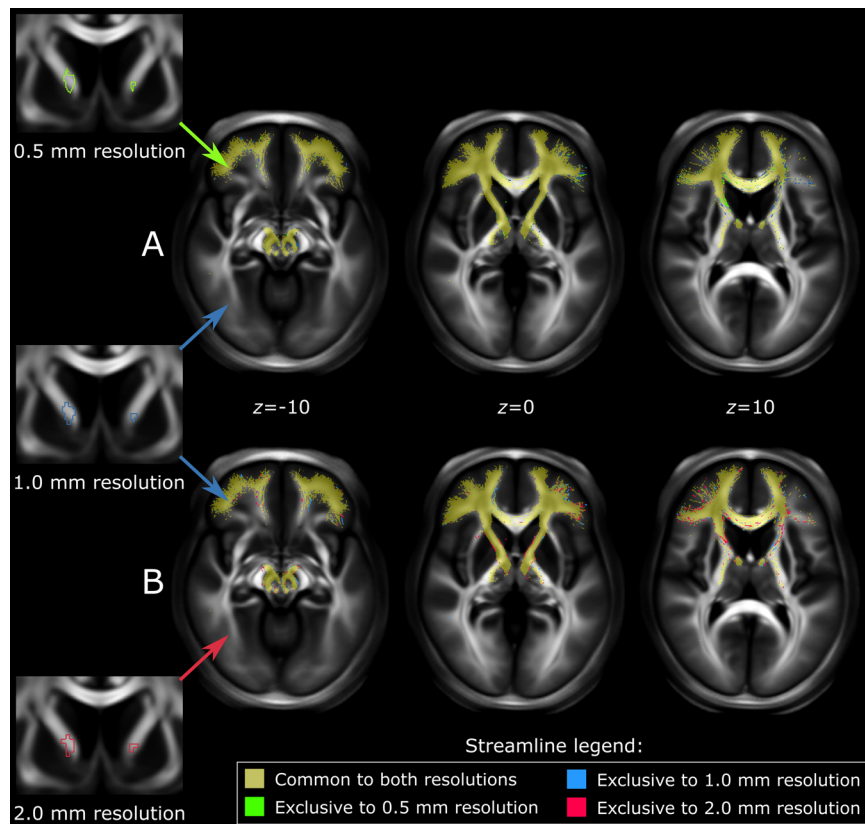 0.5 mm resolution
A
1.0 mm resolution
z=-10
z=0
z=10
B
2.0 mm resolution
Streamline legend:
Common to both resolutions
Exclusive to 1.0 mm resolution
Exclusive to 0.5 mm resolution
Exclusive to 2.0 mm resolution